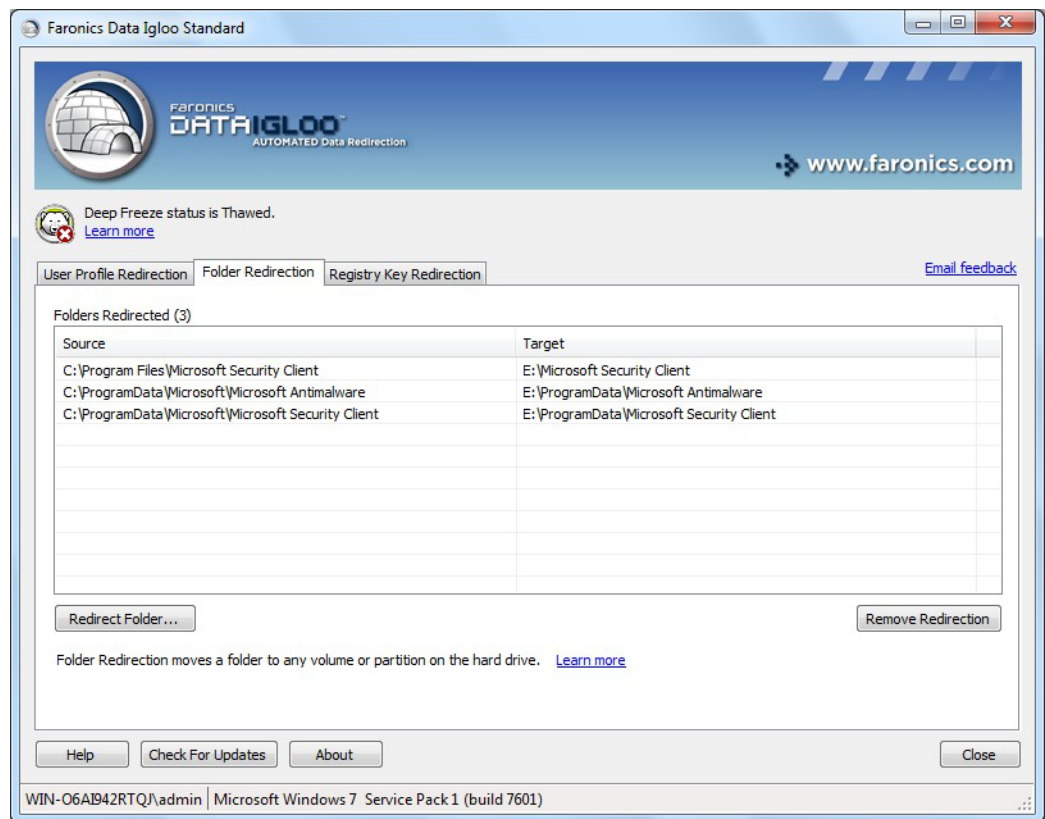 Faronics Data Igloo Standard
Faronics
DATAIGLOO™
AUTOMATED Data Redirection
www.faronics.com
Deep Freeze status is Thawed.
Learn more
User Profile Redirection Folder Redirection Registry Key Redirection Email feedback
Folders Redirected (3)
Source Target
C:\Program Files\Microsoft Security Client E:\Microsoft Security Client
C:\ProgramData\Microsoft\Microsoft Antimalware E:\ProgramData\Microsoft Antimalware
C:\ProgramData\Microsoft\Microsoft Security Client E:\ProgramData\Microsoft Security Client
Redirect Folder... Remove Redirection
Folder Redirection moves a folder to any volume or partition on the hard drive. Learn more
Help Check For Updates About Close
WIN-O6AI942RTQJ\admin Microsoft Windows 7 Service Pack 1 (build 7601)